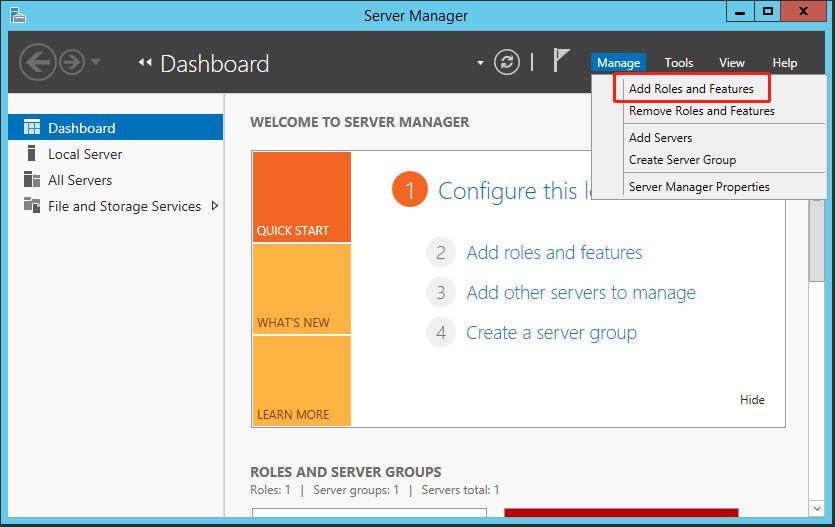 Server Manager
Dashboard
Manage
Tools
View
Help
Add Roles and Features
Remove Roles and Features
Add Servers
Create Server Group
Server Manager Properties
Dashboard
Local Server
All Servers
File and Storage Services
WELCOME TO SERVER MANAGER
QUICK START
WHAT'S NEW
LEARN MORE
1 Configure this l
2 Add roles and features
3 Add other servers to manage
4 Create a server group
Hide
ROLES AND SERVER GROUPS
Roles: 1 | Server groups: 1 | Servers total: 1